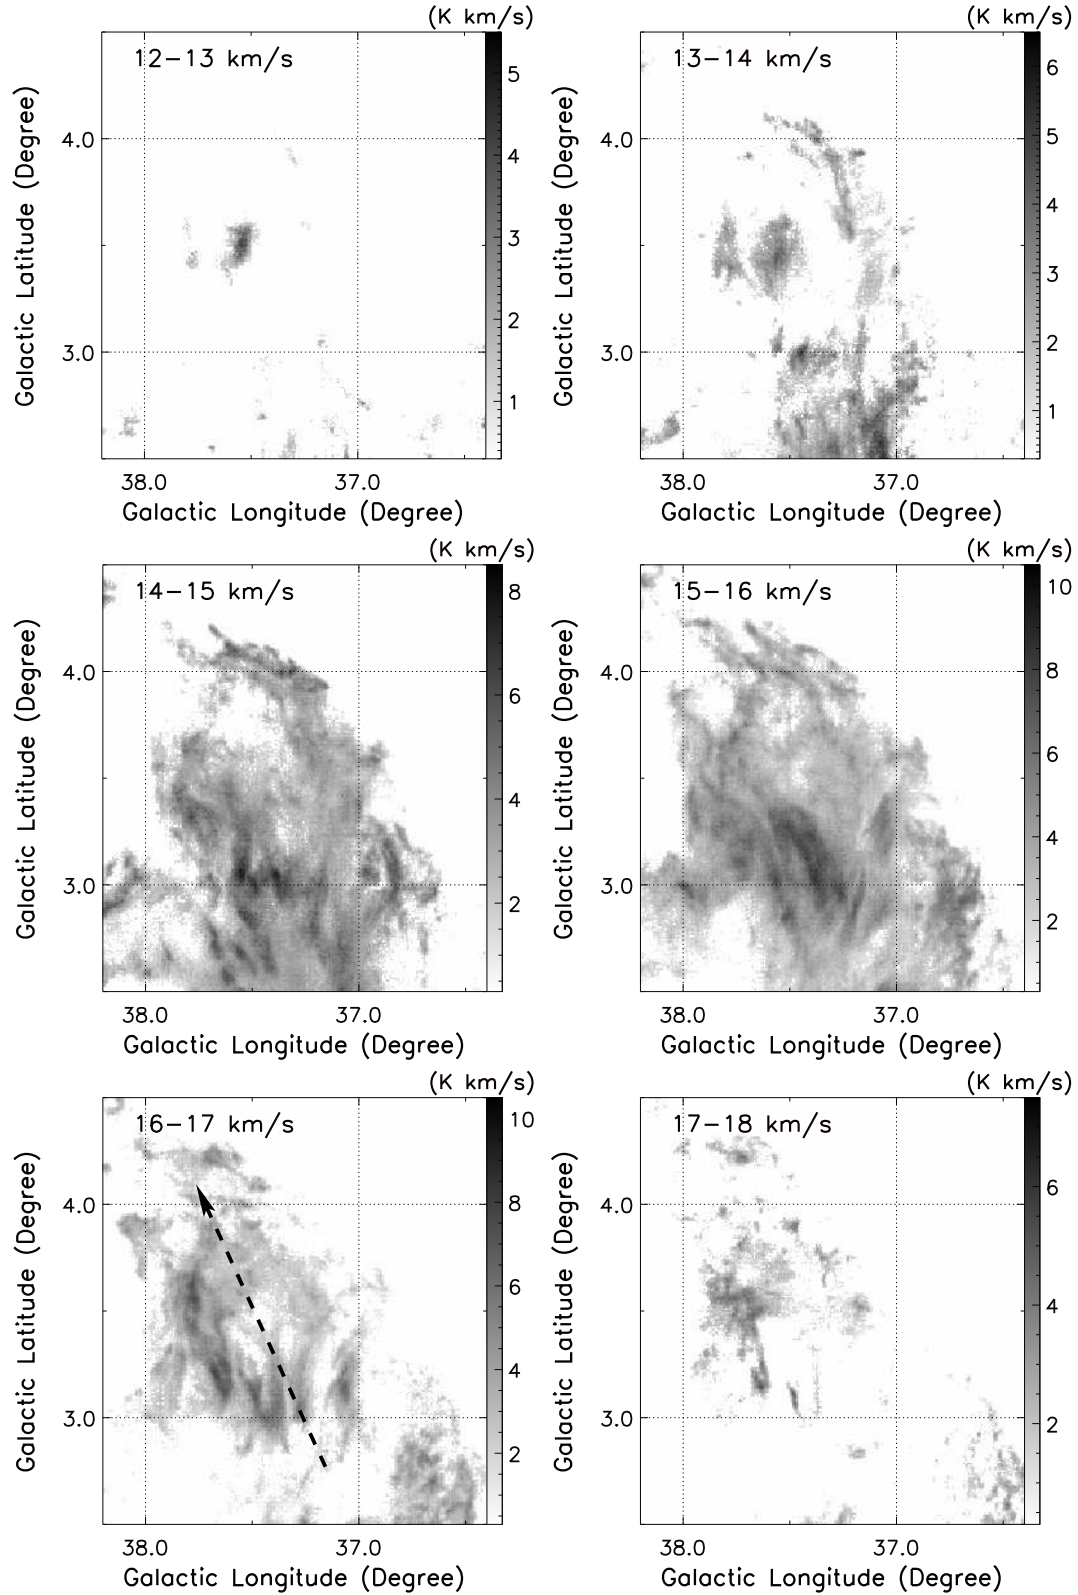 (K km/s) (K km/s)
12-13 km/s 13-14 km/s
Galactic Latitude (Degree) 4.0 3.0 5 4 3 2 1
Galactic Latitude (Degree) 4.0 3.0 6 5 4 3 2 1
38.0 37.0 38.0 37.0
Galactic Longitude (Degree) Galactic Longitude (Degree)
(K km/s) (K km/s)
14-15 km/s 15-16 km/s
Galactic Latitude (Degree) 4.0 3.0 8 6 4 2
Galactic Latitude (Degree) 4.0 3.0 10 8 6 4 2
38.0 37.0 38.0 37.0
Galactic Longitude (Degree) Galactic Longitude (Degree)
(K km/s) (K km/s)
16-17 km/s 17-18 km/s
Galactic Latitude (Degree) 4.0 3.0 10 8 6 4 2
Galactic Latitude (Degree) 4.0 3.0 6 4 2
38.0 37.0 38.0 37.0
Galactic Longitude (Degree) Galactic Longitude (Degree)